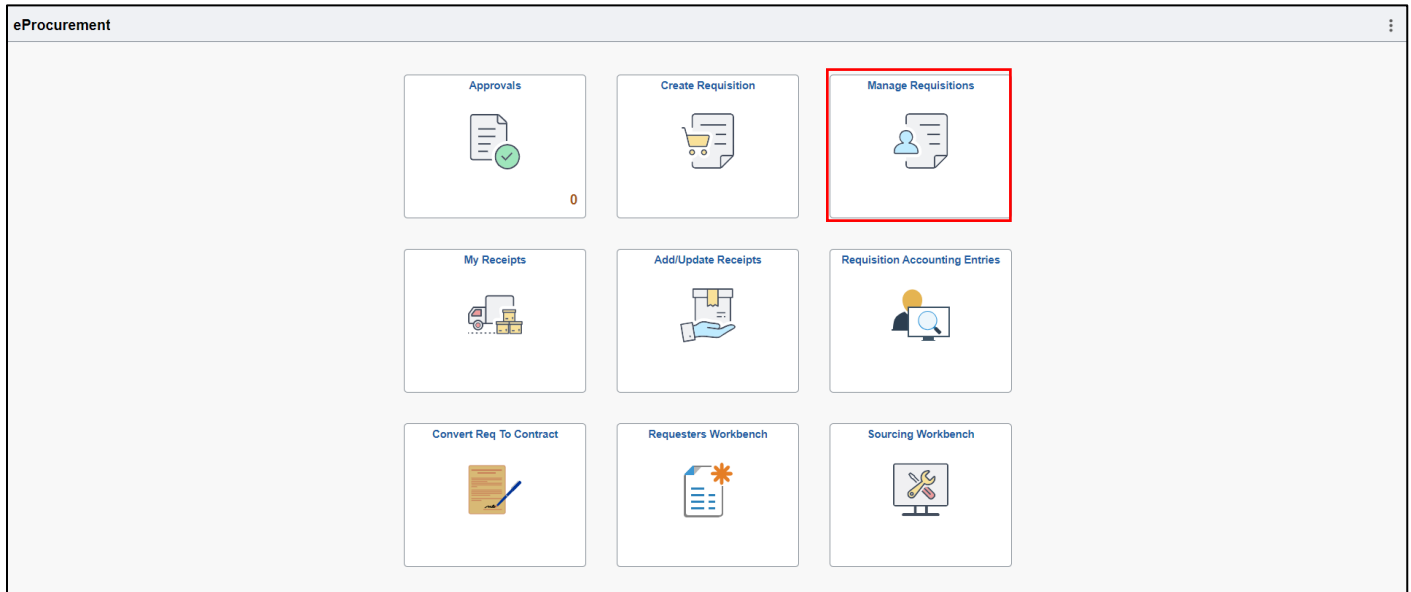 eProcurement
Approvals
Create Requisition
Manage Requisitions
0
My Receipts
Add/Update Receipts
Requisition Accounting Entries
Convert Req To Contract
Requesters Workbench
Sourcing Workbench